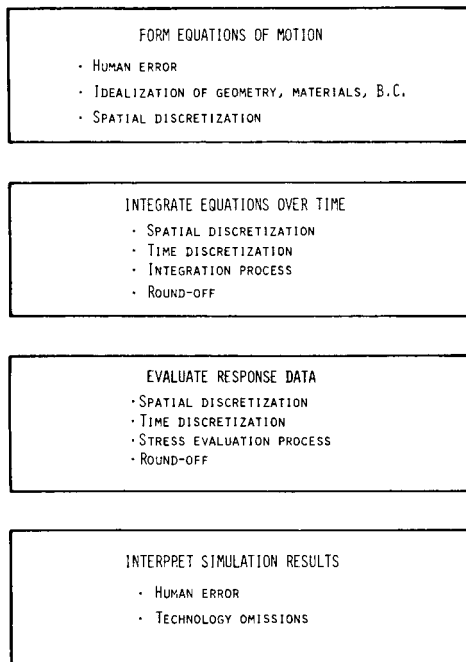 FORM EQUATIONS OF MOTION
· HUMAN ERROR
· IDEALIZATION OF GEOMETRY, MATERIALS, B.C.
· SPATIAL DISCRETIZATION
INTEGRATE EQUATIONS OVER TIME
· SPATIAL DISCRETIZATION
· TIME DISCRETIZATION
· INTEGRATION PROCESS
· ROUND-OFF
EVALUATE RESPONSE DATA
· SPATIAL DISCRETIZATION
· TIME DISCRETIZATION
· STRESS EVALUATION PROCESS
· ROUND-OFF
INTERPRET SIMULATION RESULTS
· HUMAN ERROR
· TECHNOLOGY OMISSIONS